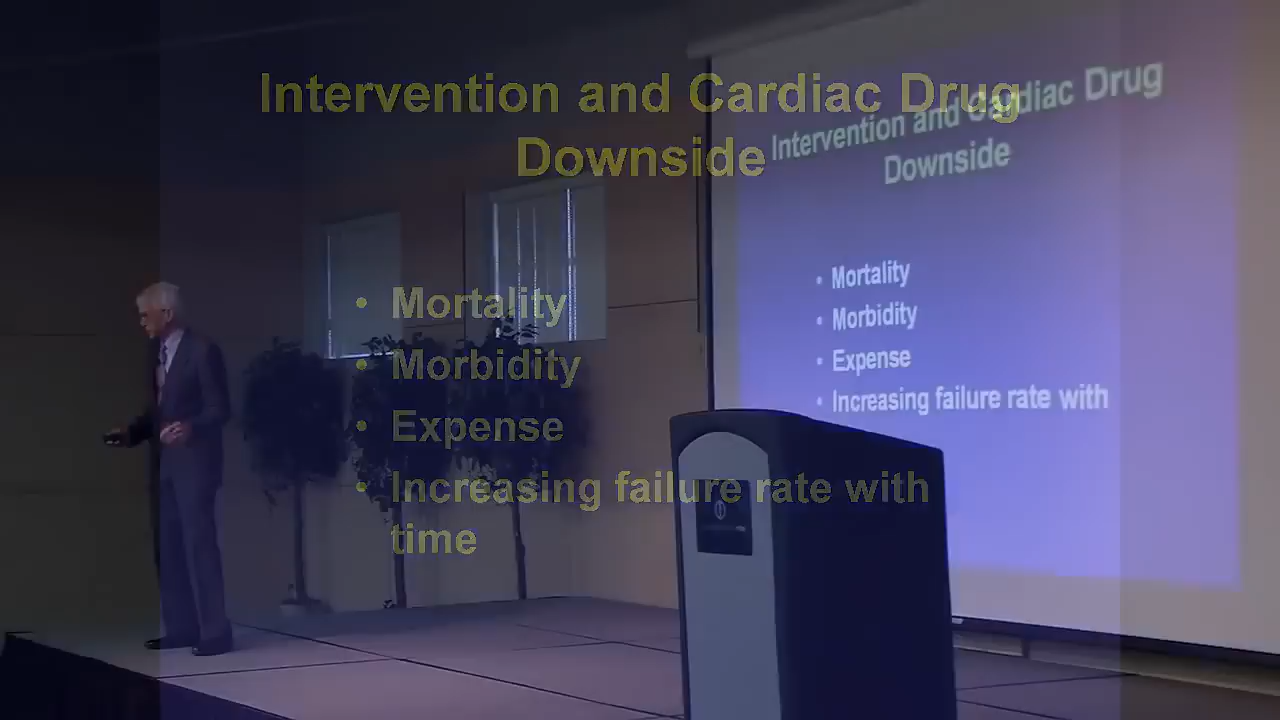 Intervention and Cardiac Drug
Downside
• Mortality
• Morbidity
• Expense
• Increasing failure rate with
time
Intervention and Cardiac Drug
Downside
• Mortality
• Morbidity
• Expense
• Increasing failure rate with